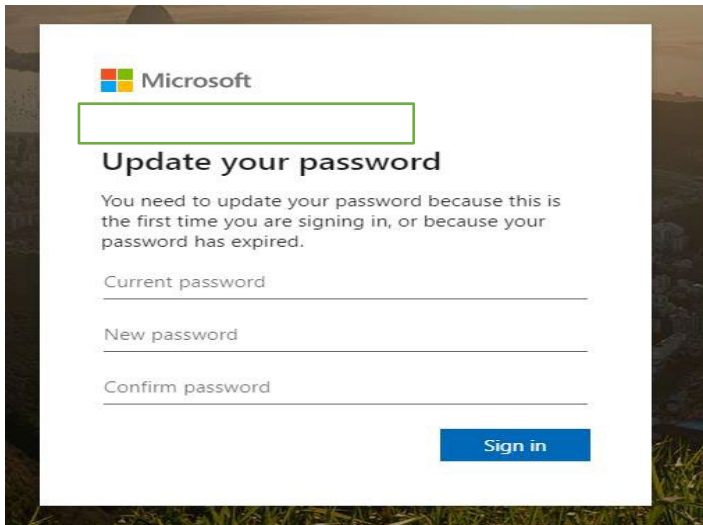 Microsoft
Update your password
You need to update your password because this is
the first time you are signing in, or because your
password has expired.
Current password
New password
Confirm password
Sign in